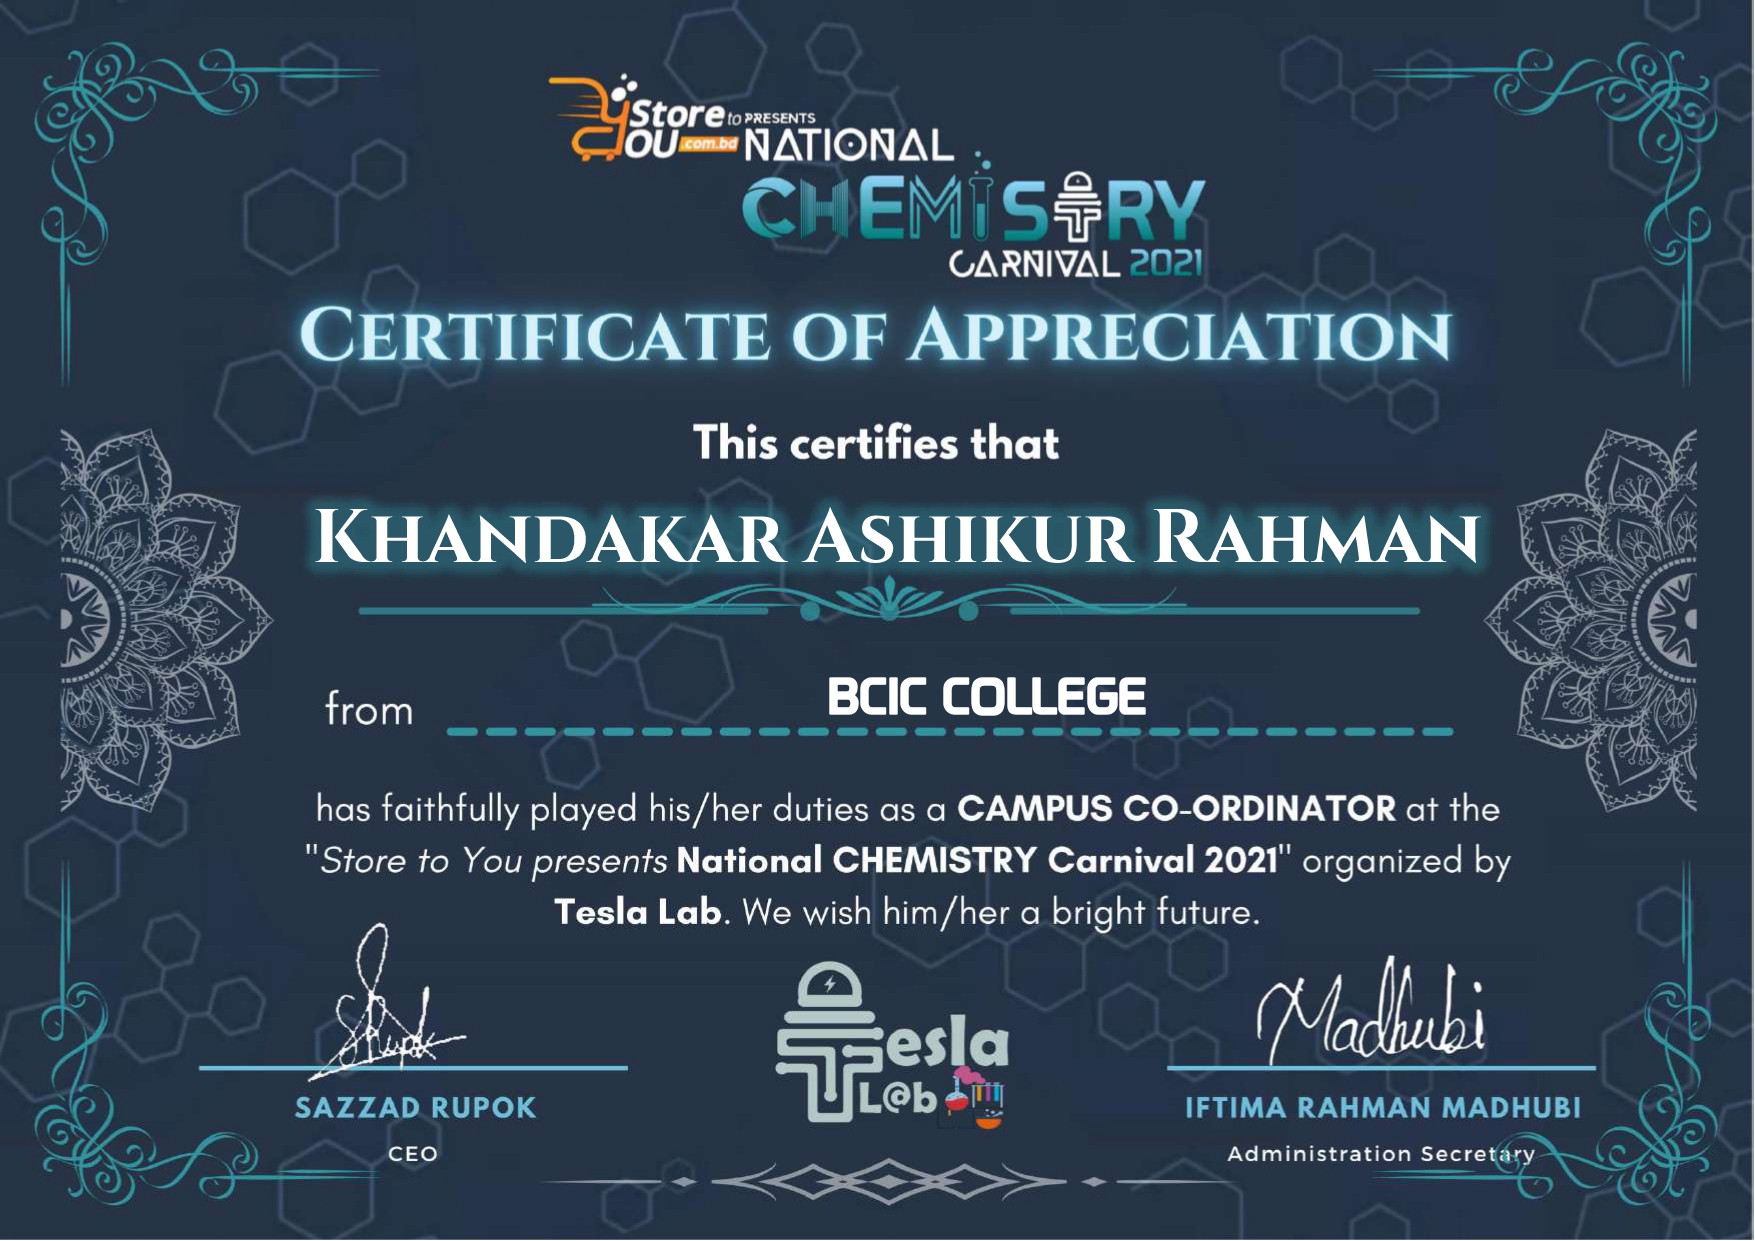 Store to PRESENTS
YOU .com.bd NATIONAL
CHEMISTRY
CARNIVAL 2021
CERTIFICATE OF APPRECIATION
This certifies that
KHANDAKAR ASHIKUR RAHMAN
from BCIC COLLEGE
has faithfully played his/her duties as a CAMPUS CO-ORDINATOR at the
"Store to You presents National CHEMISTRY Carnival 2021" organized by
Tesla Lab. We wish him/her a bright future.
Rupok
Madhubi
Tesla
L@b
SAZZAD RUPOK
CEO
IFTIMA RAHMAN MADHUBI
Administration Secretary